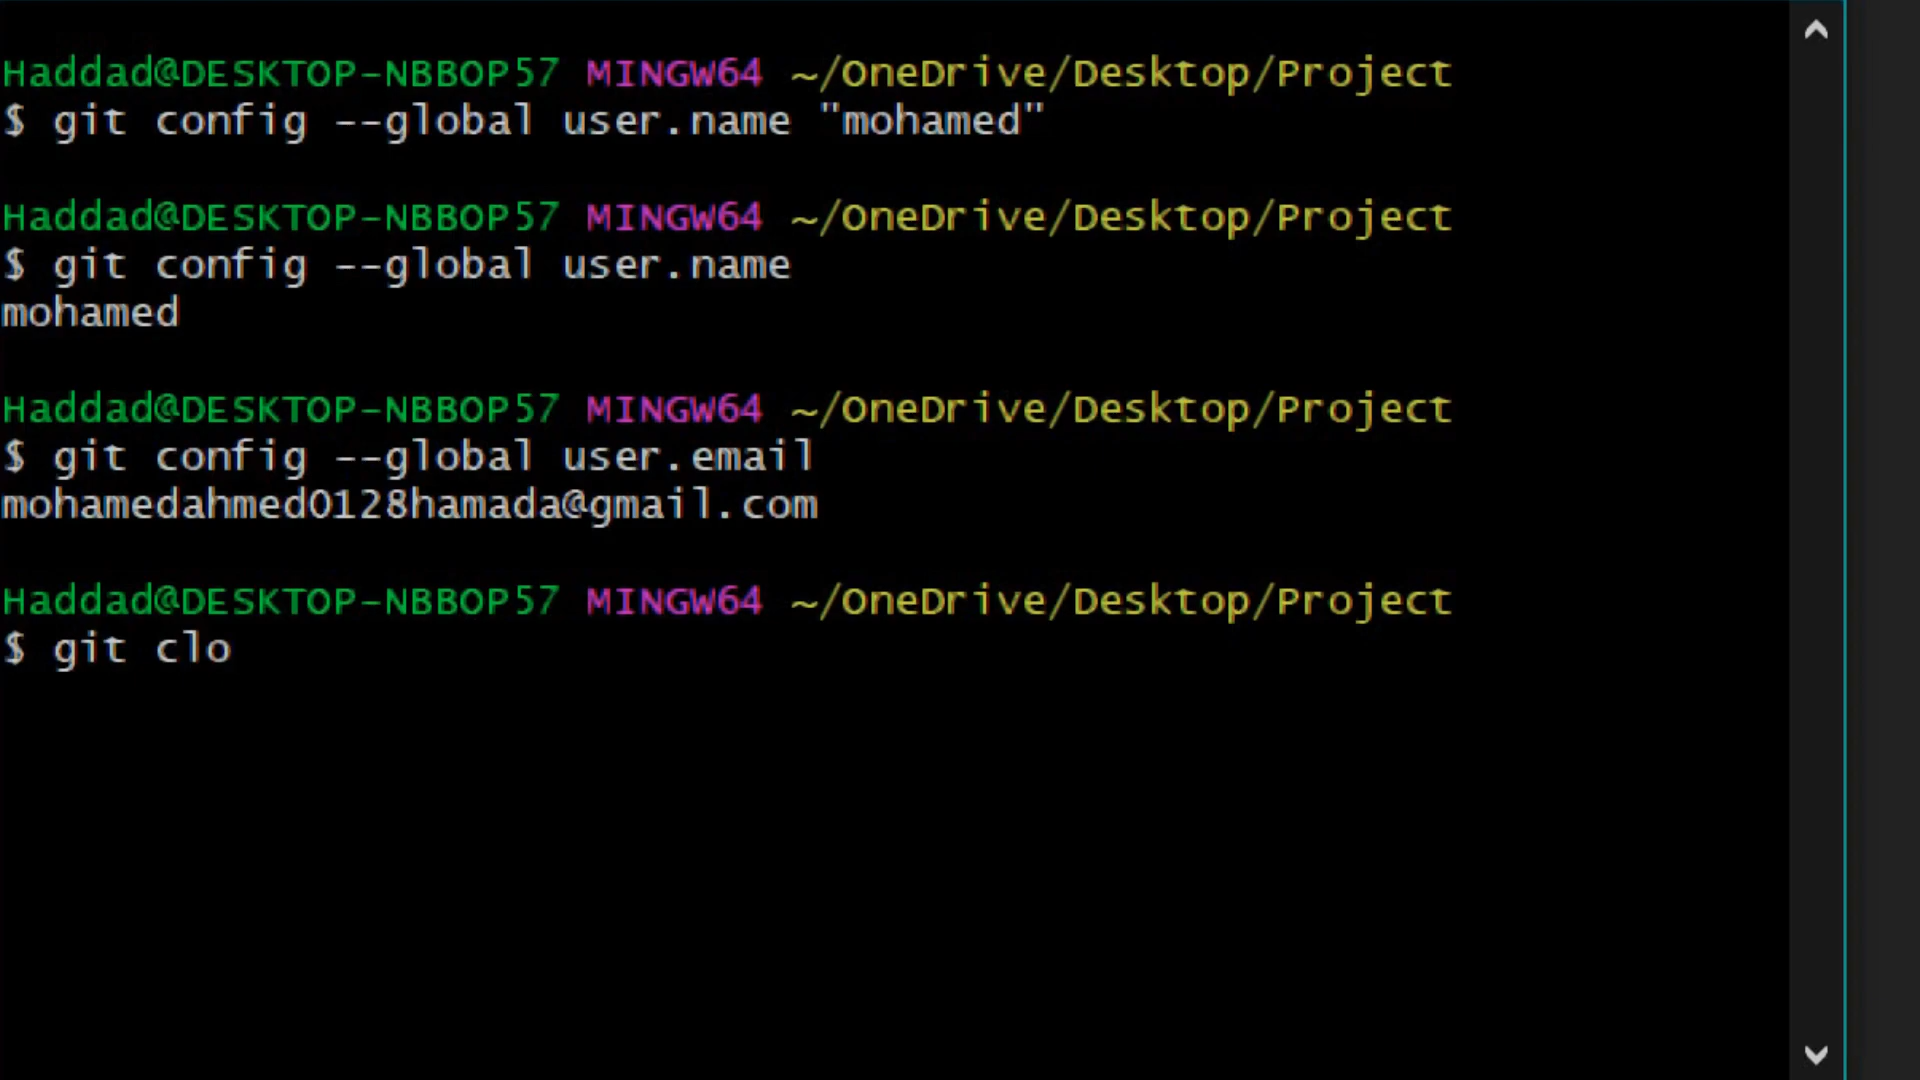 Haddad@DESKTOP-NBBOP57 MINGW64 ~/OneDrive/Desktop/Project
$ git config --global user.name "mohamed"
Haddad@DESKTOP-NBBOP57 MINGW64 ~/OneDrive/Desktop/Project
$ git config --global user.name
mohamed
Haddad@DESKTOP-NBBOP57 MINGW64 ~/OneDrive/Desktop/Project
$ git config --global user.email
mohamedahmed0128hamada@gmail.com
Haddad@DESKTOP-NBBOP57 MINGW64 ~/OneDrive/Desktop/Project
$ git clo